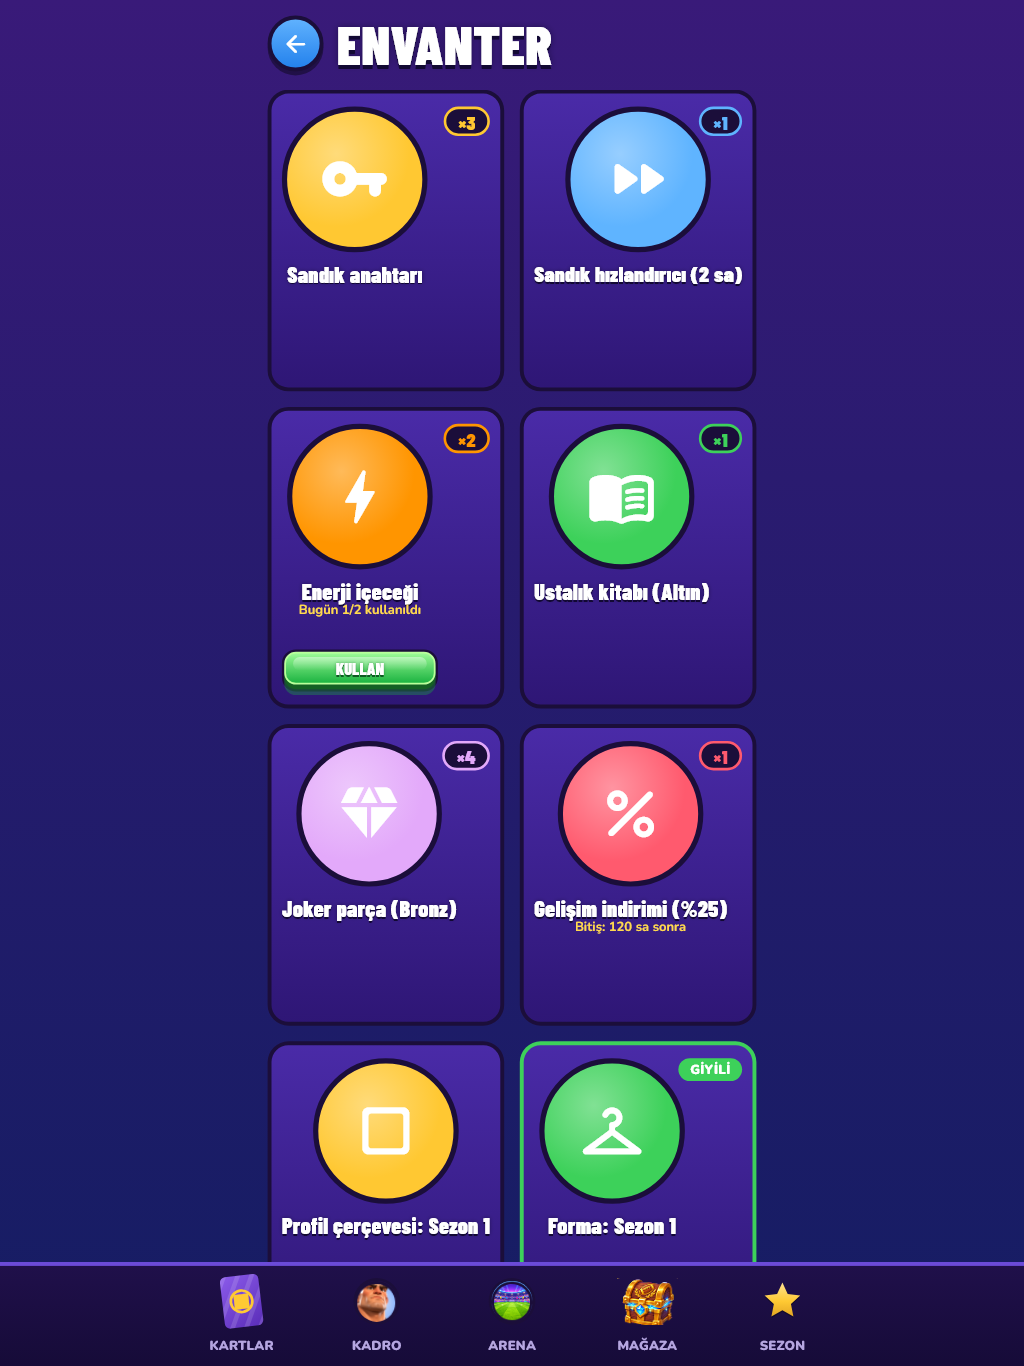 ENVANTER
×3
Sandık anahtarı
×1
Sandık hızlandırıcı (2 sa)
×2
Enerji içeceği
Bugün 1/2 kullanıldı
KULLAN
×1
Ustalık kitabı (Altın)
×4
Joker parça (Bronz)
×1
Gelişim indirimi (%25)
Bitiş: 120 sa sonra
Profil çerçevesi: Sezon 1
GİYİLİ
Forma: Sezon 1
KARTLAR
KADRO
ARENA
MAĞAZA
SEZON